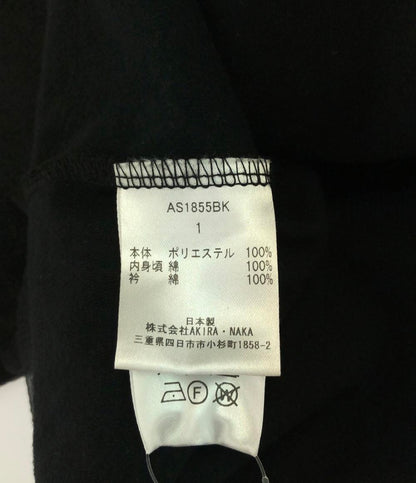 AS1855BK
1
本体 ポリエステル 100%
内身頃 綿 100%
衿 綿 100%
日本製
株式会社AKIRA・NAKA
三重県四日市市小杉町1858-2
F W